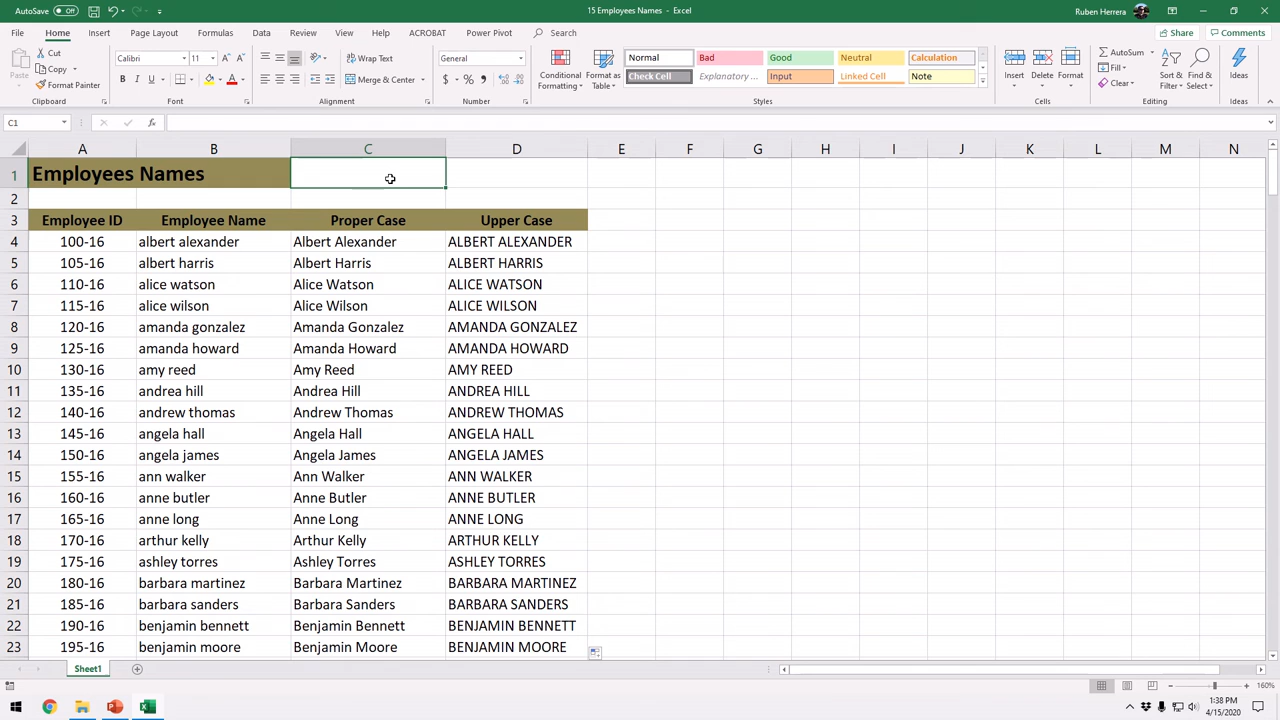 AutoSave Off
15 Employees Names - Excel
Ruben Herrera
File Home Insert Page Layout Formulas Data Review View Help ACROBAT Power Pivot Search Share Comments
Paste Cut Copy Format Painter
Clipboard
Calibri 11
B I U A
Font
Wrap Text
Merge & Center
Alignment
General
$ % 9
Number
Conditional Formatting
Format as Table
Normal Bad Good Neutral Calculation
Check Cell Explanatory ... Input Linked Cell Note
Styles
Insert Delete Format
Cells
AutoSum Fill Clear
Sort & Filter
Find & Select
Editing
Ideas
Ideas
C1 fx
A B C D E F G H I J K L M N
1 Employees Names
2
3 Employee ID Employee Name Proper Case Upper Case
4 100-16 albert alexander Albert Alexander ALBERT ALEXANDER
5 105-16 albert harris Albert Harris ALBERT HARRIS
6 110-16 alice watson Alice Watson ALICE WATSON
7 115-16 alice wilson Alice Wilson ALICE WILSON
8 120-16 amanda gonzalez Amanda Gonzalez AMANDA GONZALEZ
9 125-16 amanda howard Amanda Howard AMANDA HOWARD
10 130-16 amy reed Amy Reed AMY REED
11 135-16 andrea hill Andrea Hill ANDREA HILL
12 140-16 andrew thomas Andrew Thomas ANDREW THOMAS
13 145-16 angela hall Angela Hall ANGELA HALL
14 150-16 angela james Angela James ANGELA JAMES
15 155-16 ann walker Ann Walker ANN WALKER
16 160-16 anne butler Anne Butler ANNE BUTLER
17 165-16 anne long Anne Long ANNE LONG
18 170-16 arthur kelly Arthur Kelly ARTHUR KELLY
19 175-16 ashley torres Ashley Torres ASHLEY TORRES
20 180-16 barbara martinez Barbara Martinez BARBARA MARTINEZ
21 185-16 barbara sanders Barbara Sanders BARBARA SANDERS
22 190-16 benjamin bennett Benjamin Bennett BENJAMIN BENNETT
23 195-16 benjamin moore Benjamin Moore BENJAMIN MOORE
Sheet1
160%
1:38 PM
4/15/2020